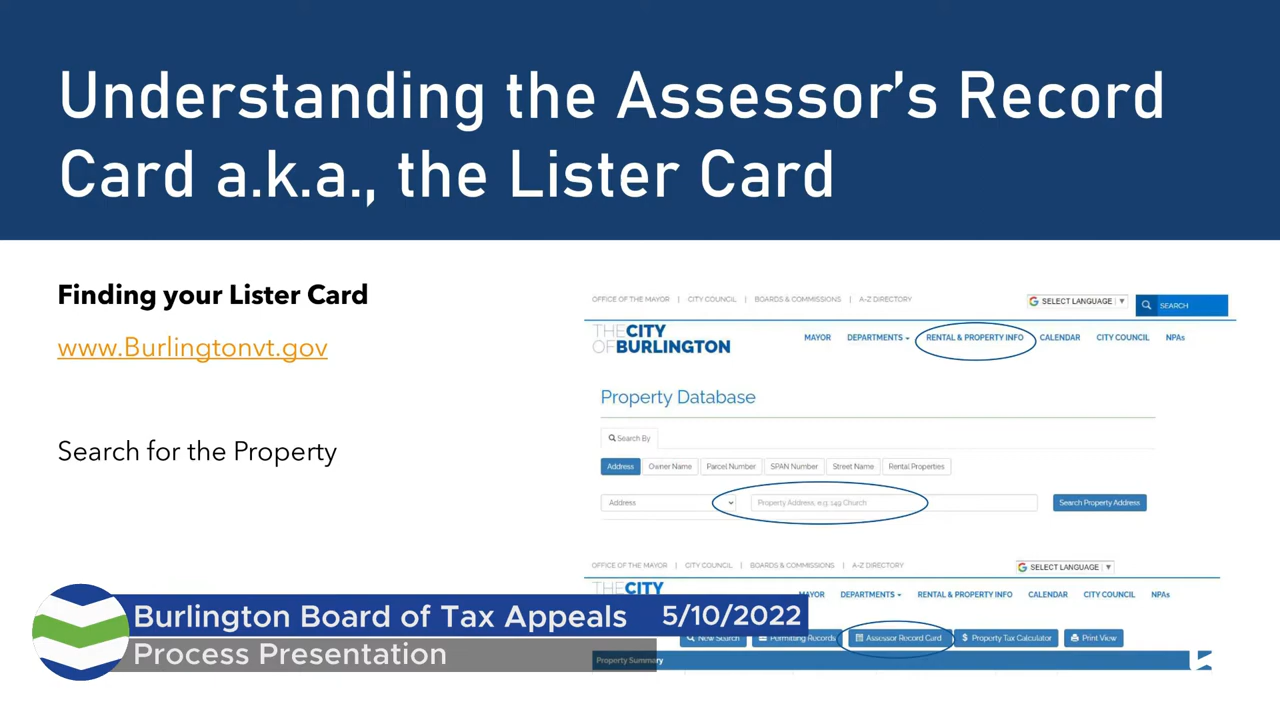 Understanding the Assessor's Record
Card a.k.a., the Lister Card
Finding your Lister Card
www.Burlingtonvt.gov
Search for the Property
OFFICE OF THE MAYOR | CITY COUNCIL | BOARDS & COMMISSIONS | A-Z DIRECTORY
SELECT LANGUAGE ▼
SEARCH
THE CITY
OF BURLINGTON
MAYOR DEPARTMENTS RENTAL & PROPERTY INFO CALENDAR CITY COUNCIL NPAs
Property Database
Search By
Address Owner Name Parcel Number SPAN Number Street Name Rental Properties
Address Property Address, e.g. 149 Church Search Property Address
OFFICE OF THE MAYOR | CITY COUNCIL | BOARDS & COMMISSIONS | A-Z DIRECTORY
SELECT LANGUAGE ▼
THE CITY
MAYOR DEPARTMENTS RENTAL & PROPERTY INFO CALENDAR CITY COUNCIL NPAs
New Search Permitting Records Assessor Record Card $ Property Tax Calculator Print View
Property Summary
Burlington Board of Tax Appeals 5/10/2022
Process Presentation